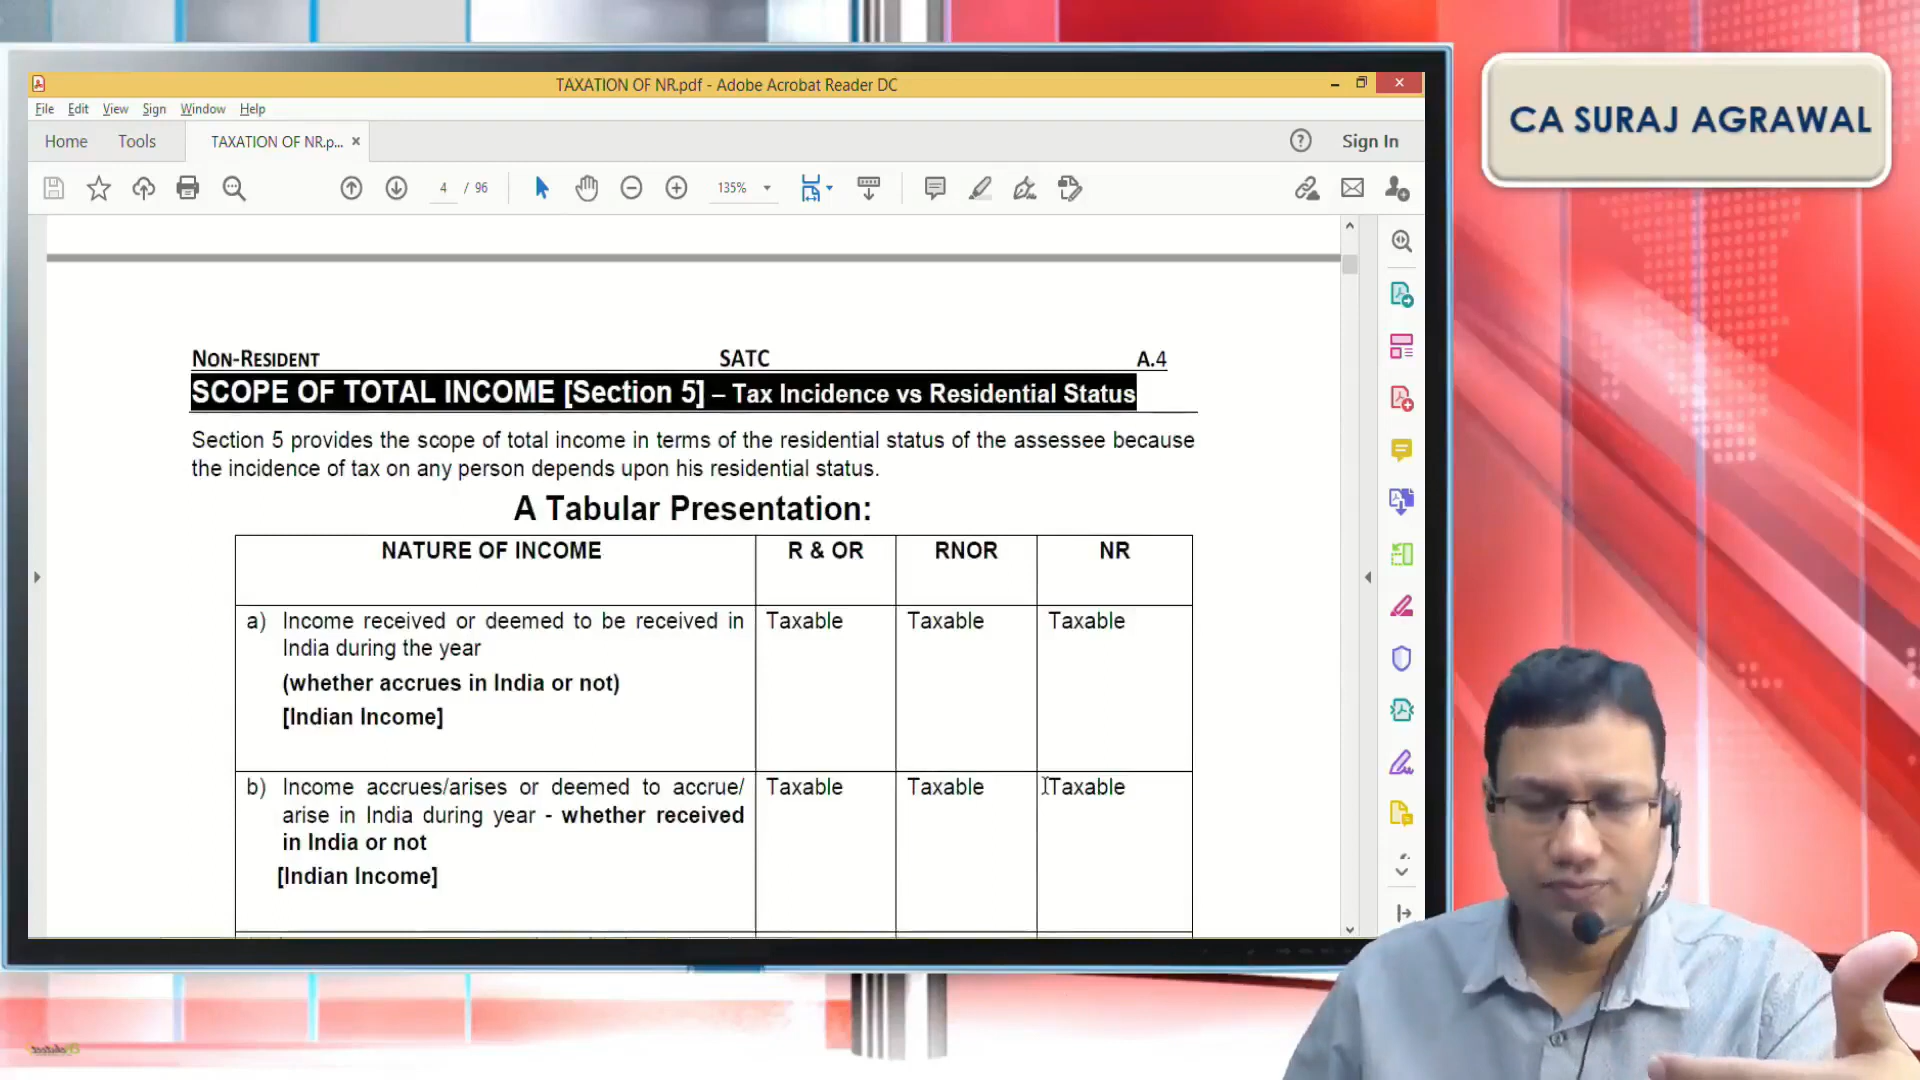 CA SURAJ AGRAWAL
TAXATION OF NR.pdf - Adobe Acrobat Reader DC
File Edit View Sign Window Help
Home Tools TAXATION OF NR.p... × Sign In
4 / 96 135%
NON-RESIDENT SATC A.4
SCOPE OF TOTAL INCOME [Section 5] – Tax Incidence vs Residential Status
Section 5 provides the scope of total income in terms of the residential status of the assessee because
the incidence of tax on any person depends upon his residential status.
A Tabular Presentation:
NATURE OF INCOME R & OR RNOR NR
a) Income received or deemed to be received in Taxable Taxable Taxable
India during the year
(whether accrues in India or not)
[Indian Income]
b) Income accrues/arises or deemed to accrue/ Taxable Taxable Taxable
arise in India during year - whether received
in India or not
[Indian Income]